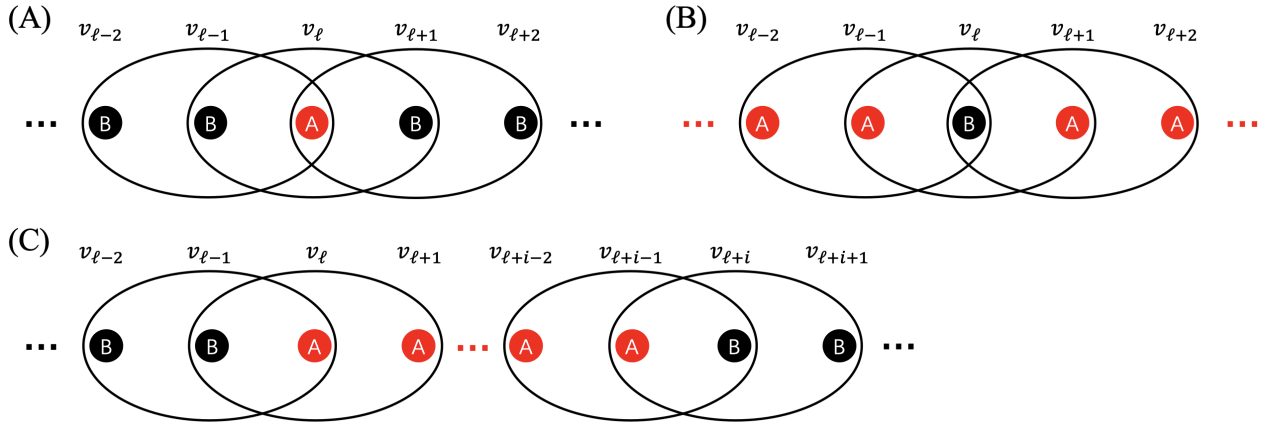 (A) (B)
v_{ℓ−2} v_{ℓ−1} v_ℓ v_{ℓ+1} v_{ℓ+2} v_{ℓ−2} v_{ℓ−1} v_ℓ v_{ℓ+1} v_{ℓ+2}
... B B A B B ... ... A A B A A ...
(C)
v_{ℓ−2} v_{ℓ−1} v_ℓ v_{ℓ+1} v_{ℓ+i−2} v_{ℓ+i−1} v_{ℓ+i} v_{ℓ+i+1}
... B B A A ... A A B B ...